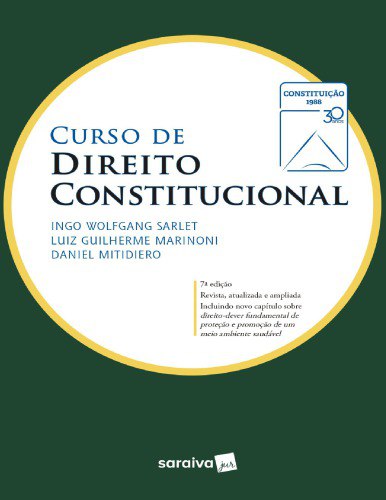 CONSTITUIÇÃO
1988
30 ANOS
CURSO DE
DIREITO
CONSTITUCIONAL
INGO WOLFGANG SARLET
LUIZ GUILHERME MARINONI
DANIEL MITIDIERO
7ª edição
Revista, atualizada e ampliada
Incluindo novo capítulo sobre
direito-dever fundamental de
proteção e promoção de um
meio ambiente saudável
saraiva jur